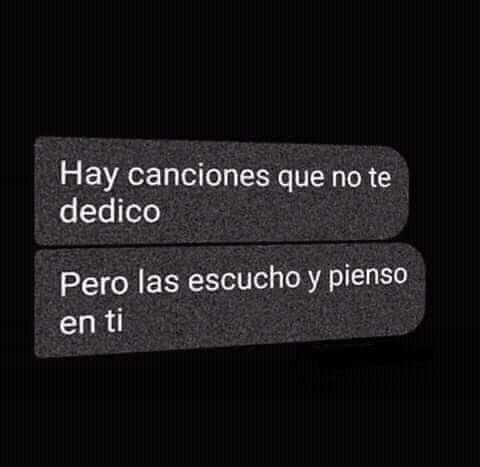 Hay canciones que no te
dedico
Pero las escucho y pienso
en ti